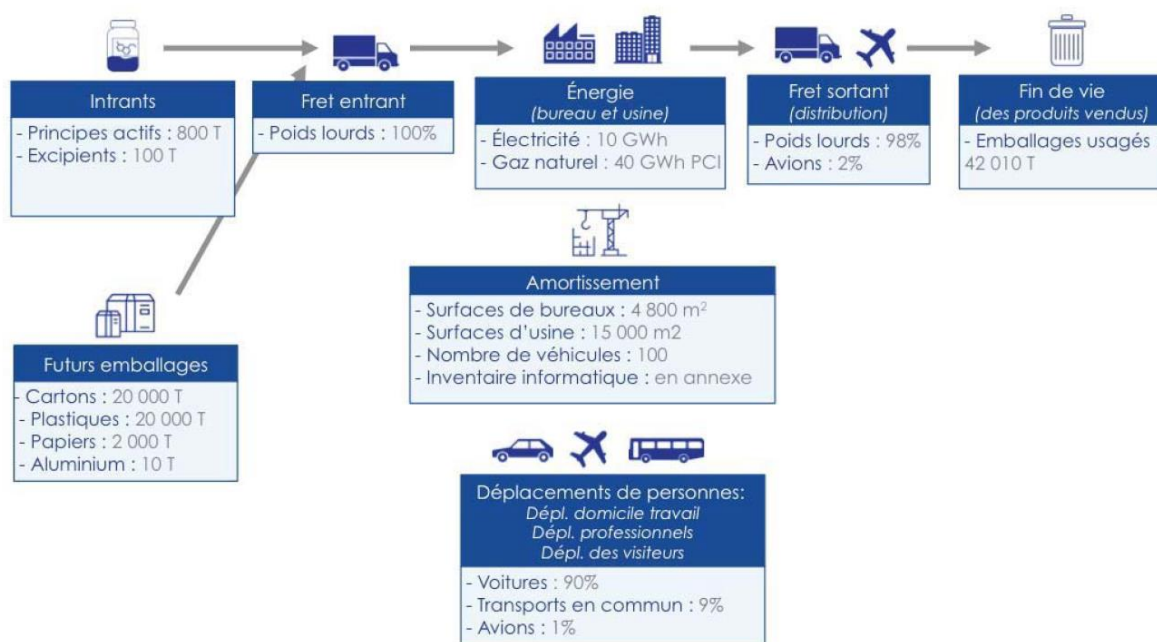 Intrants
- Principes actifs : 800 T
- Excipients : 100 T
Fret entrant
- Poids lourds : 100%
Énergie
(bureau et usine)
- Électricité : 10 GWh
- Gaz naturel : 40 GWh PCI
Fret sortant
(distribution)
- Poids lourds : 98%
- Avions : 2%
Fin de vie
(des produits vendus)
- Emballages usagés :
42 010 T
Amortissement
- Surfaces de bureaux : 4 800 m²
- Surfaces d'usine : 15 000 m2
- Nombre de véhicules : 100
- Inventaire informatique : en annexe
Futurs emballages
- Cartons : 20 000 T
- Plastiques : 20 000 T
- Papiers : 2 000 T
- Aluminium : 10 T
Déplacements de personnes:
Dépl. domicile travail
Dépl. professionnels
Dépl. des visiteurs
- Voitures : 90%
- Transports en commun : 9%
- Avions : 1%